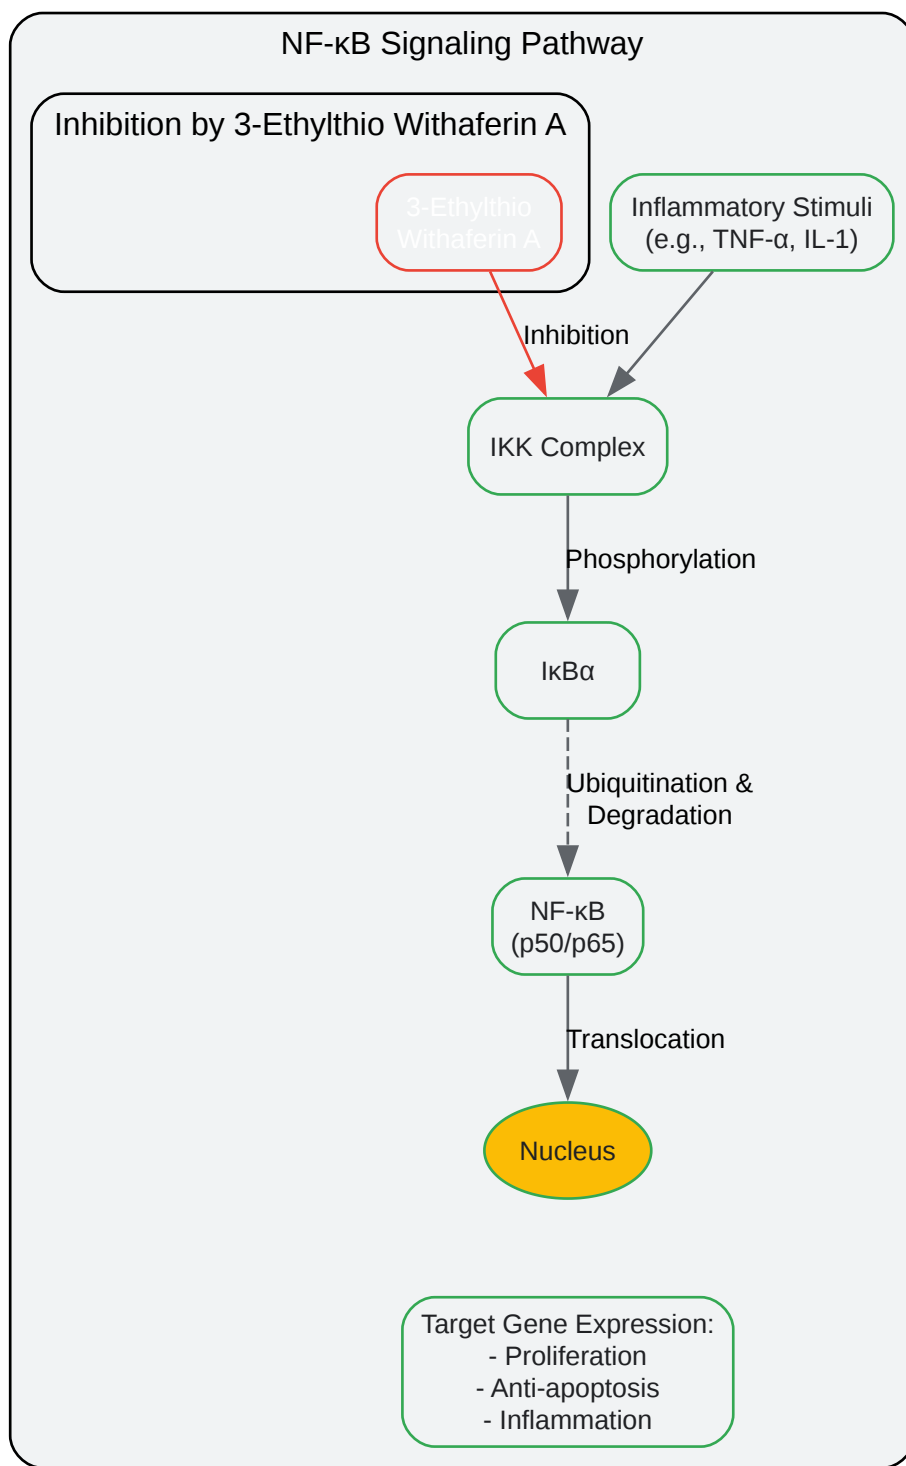 NF-κB Signaling Pathway
Inhibition by 3-Ethylthio Withaferin A
3-Ethylthio
Withaferin A
Inflammatory Stimuli
(e.g., TNF-α, IL-1)
Inhibition
IKK Complex
Phosphorylation
IκBα
Ubiquitination &
Degradation
NF-κB
(p50/p65)
Translocation
Nucleus
Target Gene Expression:
- Proliferation
- Anti-apoptosis
- Inflammation